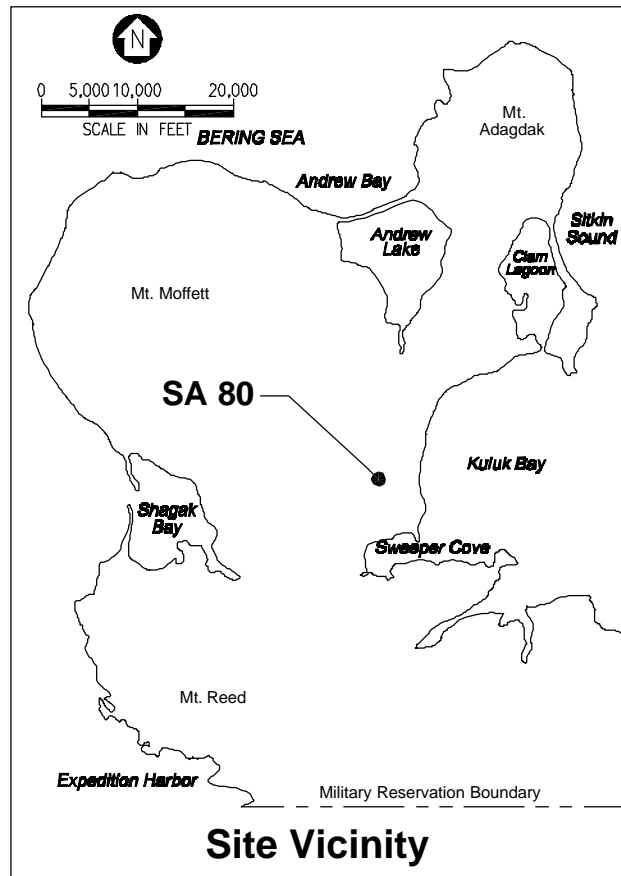 N
0 5,000 10,000 20,000
SCALE IN FEET
BERING SEA
Mt.
Adagdak
Andrew Bay
Andrew
Lake
Sitkin
Sound
Clam
Lagoon
Mt. Moffett
SA 80
Kuluk Bay
Shagak
Bay
Sweeper Cove
Mt. Reed
Expedition Harbor
Military Reservation Boundary
Site Vicinity